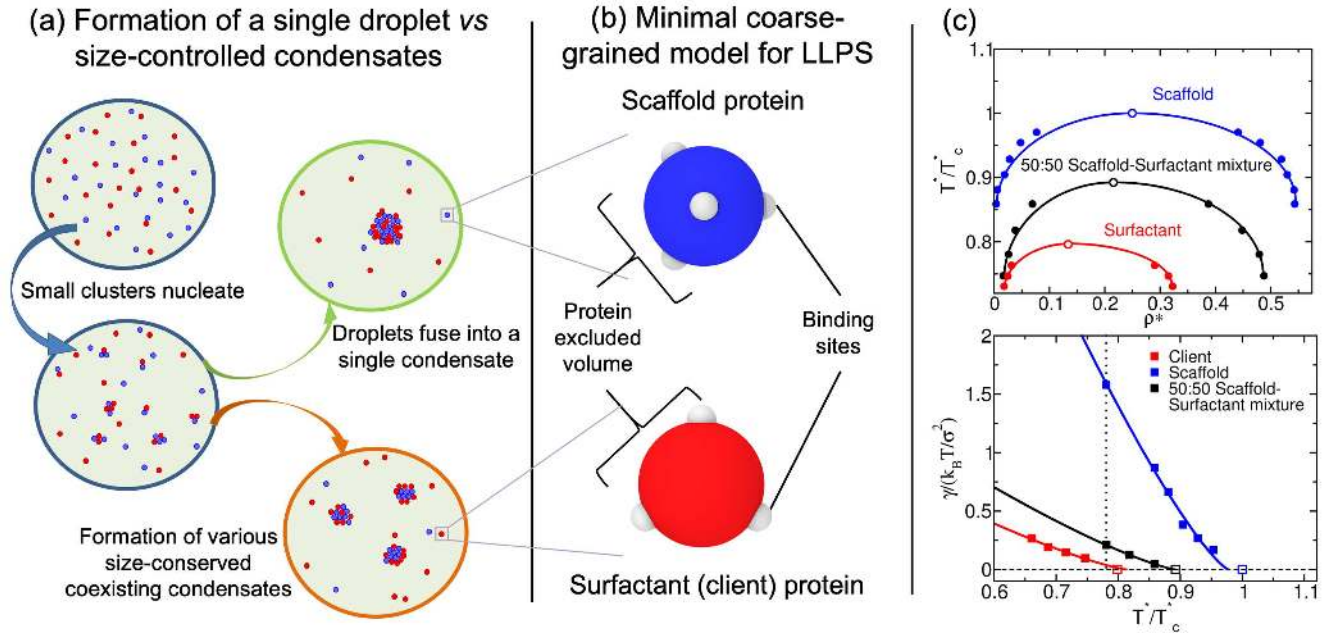 (a) Formation of a single droplet vs
size-controlled condensates
Small clusters nucleate
Droplets fuse into a
single condensate
Formation of various
size-conserved
coexisting condensates
(b) Minimal coarse-
grained model for LLPS
Scaffold protein
Protein
excluded
volume
Binding
sites
Surfactant (client) protein
(c)
1.1
1
0.9
0.8
T*/T*c
Scaffold
50:50 Scaffold-Surfactant mixture
Surfactant
0 0.1 0.2 0.3 0.4 0.5
ρ*
2
1.5
1
0.5
0
γ/(kBT/σ²)
Client
Scaffold
50:50 Scaffold-
Surfactant mixture
0.6 0.7 0.8 0.9 1 1.1
T*/T*c